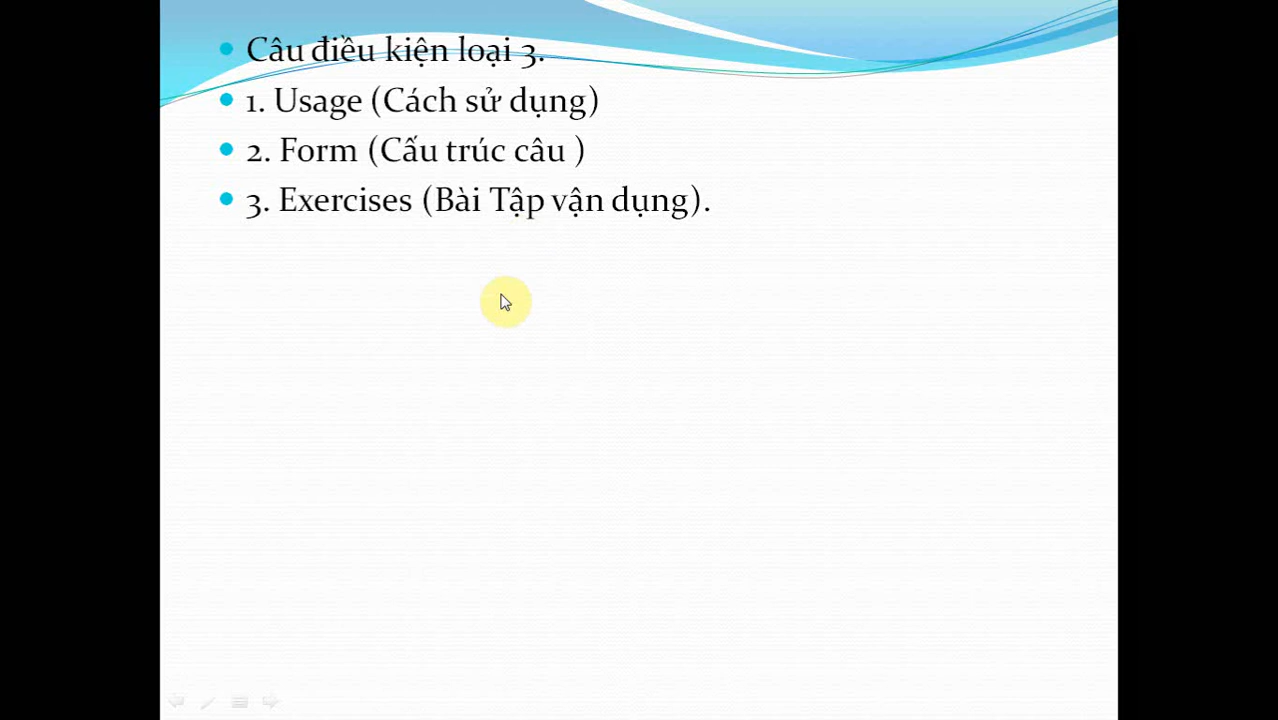 Câu điều kiện loại 3.
1. Usage (Cách sử dụng)
2. Form (Cấu trúc câu )
3. Exercises (Bài Tập vận dụng).